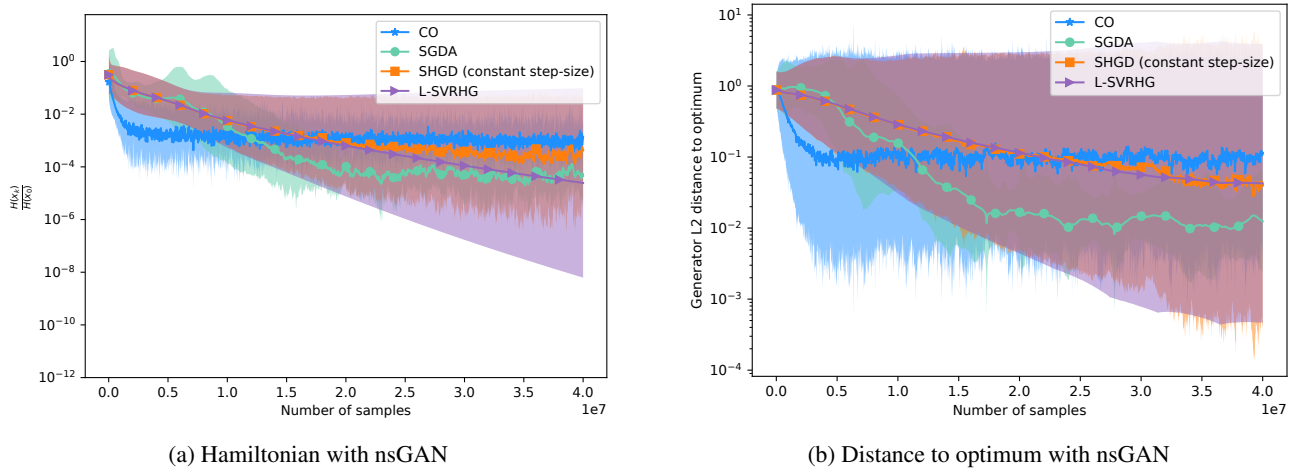 CO
SGDA
SHGD (constant step-size)
L-SVRHG
10^0
10^-2
10^-4
10^-6
10^-8
10^-10
10^-12
H(x_k)
H(x_0)
0.0 0.5 1.0 1.5 2.0 2.5 3.0 3.5 4.0
1e7
Number of samples
(a) Hamiltonian with nsGAN
CO
SGDA
SHGD (constant step-size)
L-SVRHG
10^1
10^0
10^-1
10^-2
10^-3
10^-4
Generator L2 distance to optimum
0.0 0.5 1.0 1.5 2.0 2.5 3.0 3.5 4.0
1e7
Number of samples
(b) Distance to optimum with nsGAN